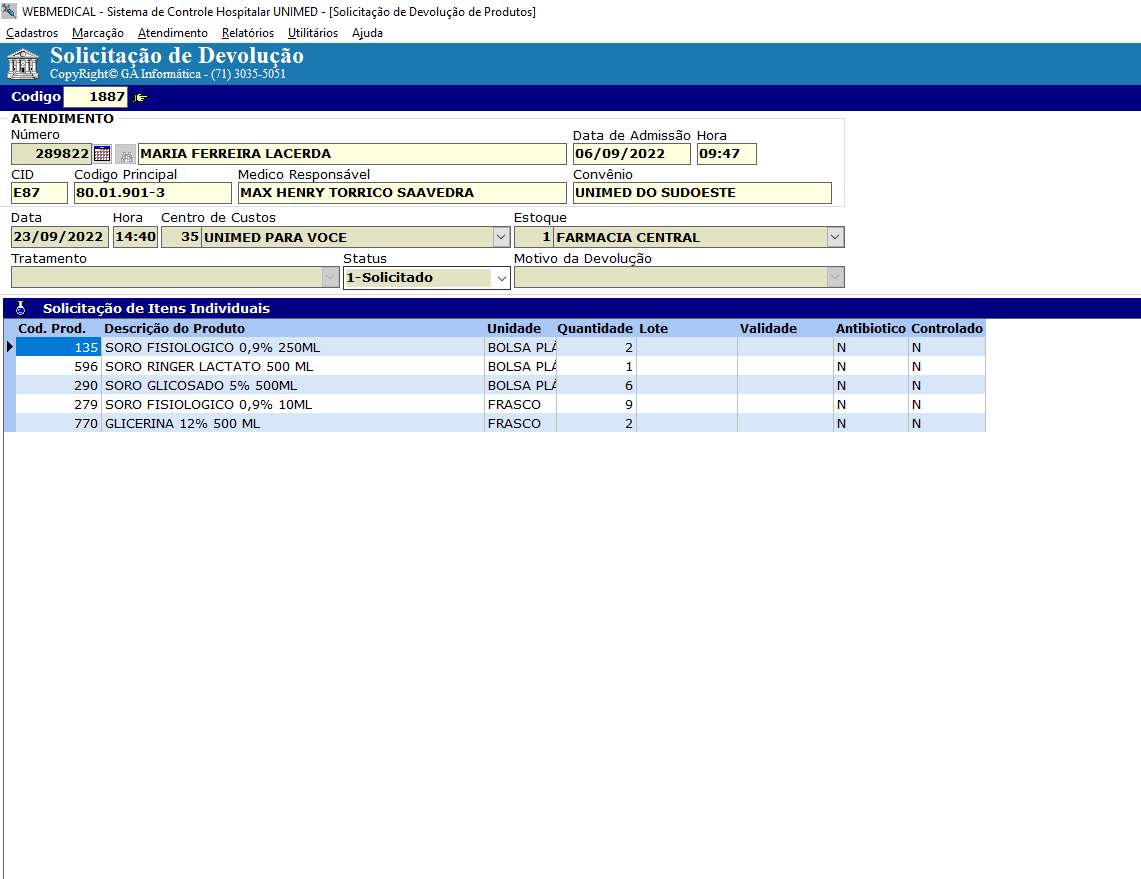 WEBMEDICAL - Sistema de Controle Hospitalar UNIMED - [Solicitação de Devolução de Produtos]
Cadastros Marcação Atendimento Relatórios Utilitários Ajuda
Solicitação de Devolução
CopyRight© GA Informática - (71) 3035-5051
Codigo 1887
ATENDIMENTO
Número Data de Admissão Hora
289822 MARIA FERREIRA LACERDA 06/09/2022 09:47
CID Codigo Principal Medico Responsável Convênio
E87 80.01.901-3 MAX HENRY TORRICO SAAVEDRA UNIMED DO SUDOESTE
Data Hora Centro de Custos Estoque
23/09/2022 14:40 35 UNIMED PARA VOCE 1 FARMACIA CENTRAL
Tratamento Status Motivo da Devolução
1-Solicitado
Solicitação de Itens Individuais
Cod. Prod. Descrição do Produto Unidade Quantidade Lote Validade Antibiotico Controlado
135 SORO FISIOLOGICO 0,9% 250ML BOLSA PLÁ 2 N N
596 SORO RINGER LACTATO 500 ML BOLSA PLÁ 1 N N
290 SORO GLICOSADO 5% 500ML BOLSA PLÁ 6 N N
279 SORO FISIOLOGICO 0,9% 10ML FRASCO 9 N N
770 GLICERINA 12% 500 ML FRASCO 2 N N